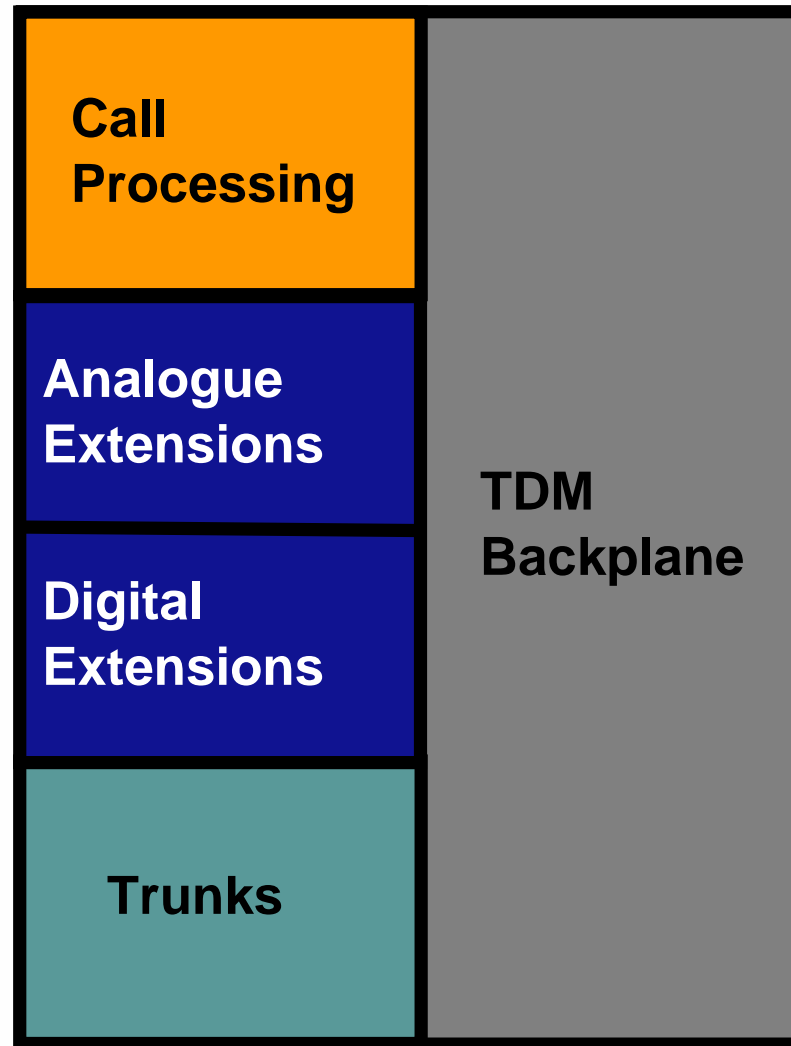 Call
Processing
Analogue
Extensions
Digital
Extensions
Trunks
TDM
Backplane